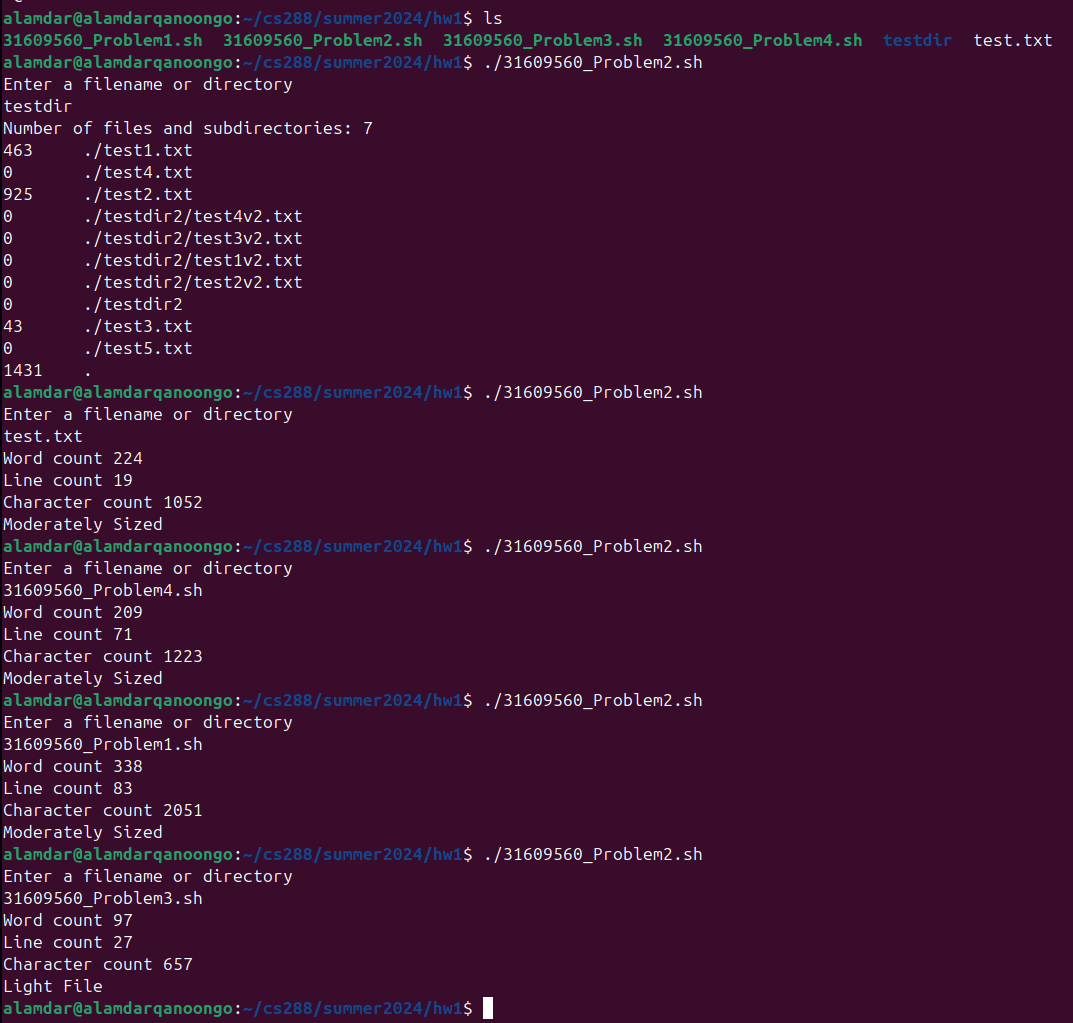 alamdar@alamdarqanoongo:~/cs288/summer2024/hw1$ ls
31609560_Problem1.sh  31609560_Problem2.sh  31609560_Problem3.sh  31609560_Problem4.sh  testdir  test.txt
alamdar@alamdarqanoongo:~/cs288/summer2024/hw1$ ./31609560_Problem2.sh
Enter a filename or directory
testdir
Number of files and subdirectories: 7
463     ./test1.txt
0       ./test4.txt
925     ./test2.txt
0       ./testdir2/test4v2.txt
0       ./testdir2/test3v2.txt
0       ./testdir2/test1v2.txt
0       ./testdir2/test2v2.txt
0       ./testdir2
43      ./test3.txt
0       ./test5.txt
1431    .
alamdar@alamdarqanoongo:~/cs288/summer2024/hw1$ ./31609560_Problem2.sh
Enter a filename or directory
test.txt
Word count 224
Line count 19
Character count 1052
Moderately Sized
alamdar@alamdarqanoongo:~/cs288/summer2024/hw1$ ./31609560_Problem2.sh
Enter a filename or directory
31609560_Problem4.sh
Word count 209
Line count 71
Character count 1223
Moderately Sized
alamdar@alamdarqanoongo:~/cs288/summer2024/hw1$ ./31609560_Problem2.sh
Enter a filename or directory
31609560_Problem1.sh
Word count 338
Line count 83
Character count 2051
Moderately Sized
alamdar@alamdarqanoongo:~/cs288/summer2024/hw1$ ./31609560_Problem2.sh
Enter a filename or directory
31609560_Problem3.sh
Word count 97
Line count 27
Character count 657
Light File
alamdar@alamdarqanoongo:~/cs288/summer2024/hw1$